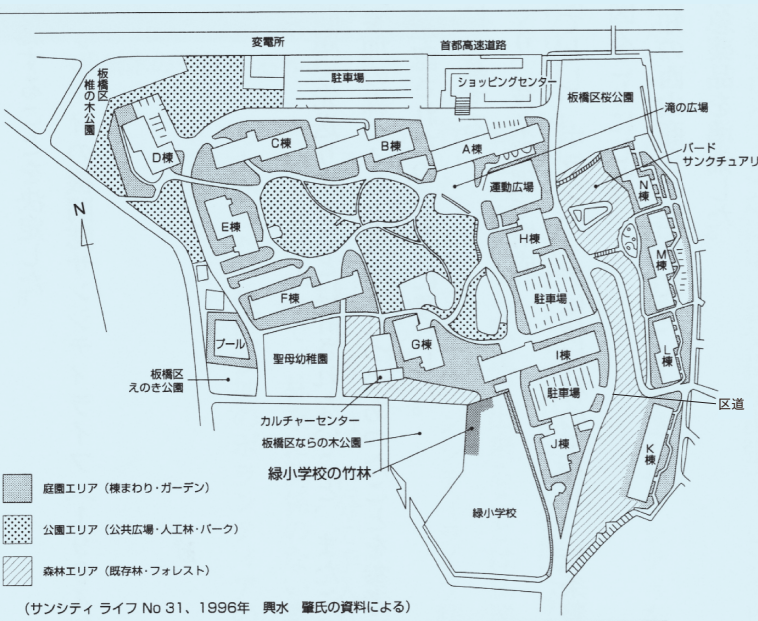 変電所
首都高速道路
板橋区
椎の木公園
駐車場
ショッピングセンター
板橋区桜公園
滝の広場
バード
サンクチュアリ
D棟
C棟
B棟
A棟
運動広場
N棟
N
E棟
H棟
M棟
F棟
駐車場
プール
聖母幼稚園
G棟
I棟
L棟
板橋区
えのき公園
駐車場
区道
カルチャーセンター
板橋区ならの木公園
J棟
K棟
緑小学校の竹林
緑小学校
庭園エリア（棟まわり・ガーデン）
公園エリア（公共広場・人工林・パーク）
森林エリア（既存林・フォレスト）
（サンシティ ライフ No 31、1996年　興水　肇氏の資料による）